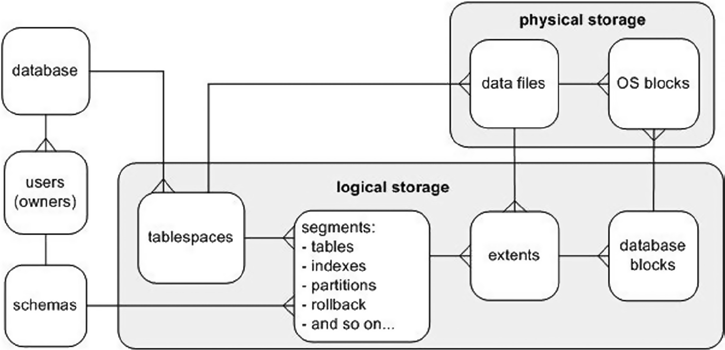 physical storage
database
data files
OS blocks
users
(owners)
logical storage
tablespaces
segments:
- tables
- indexes
- partitions
- rollback
- and so on...
extents
database
blocks
schemas